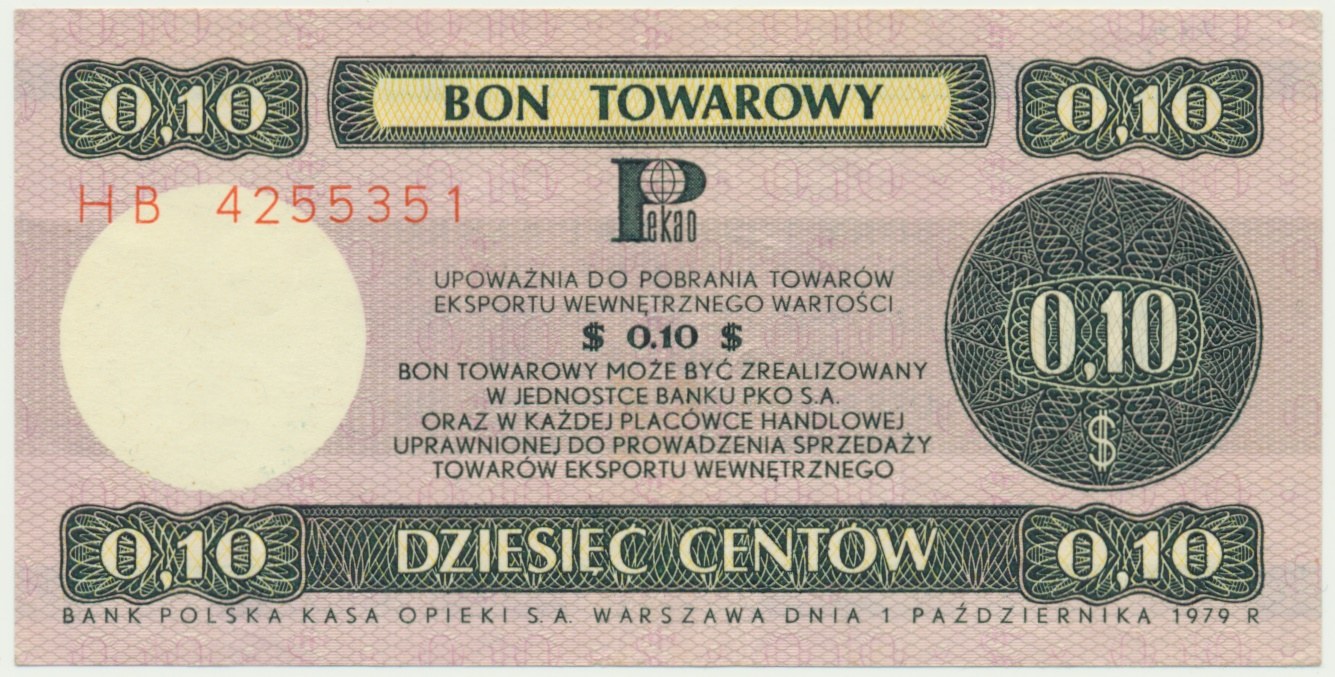 0,10 BON TOWAROWY 0,10
HB 4255351
Pekao
UPOWAŻNIA DO POBRANIA TOWARÓW
EKSPORTU WEWNĘTRZNEGO WARTOŚCI
$ 0.10 $
BON TOWAROWY MOŻE BYĆ ZREALIZOWANY
W JEDNOSTCE BANKU PKO S.A.
ORAZ W KAŻDEJ PLACÓWCE HANDLOWEJ
UPRAWNIONEJ DO PROWADZENIA SPRZEDAŻY
TOWARÓW EKSPORTU WEWNĘTRZNEGO
0,10
$
0,10 DZIESIĘĆ CENTÓW 0,10
BANK POLSKA KASA OPIEKI S.A. WARSZAWA DNIA 1 PAŹDZIERNIKA 1979 R